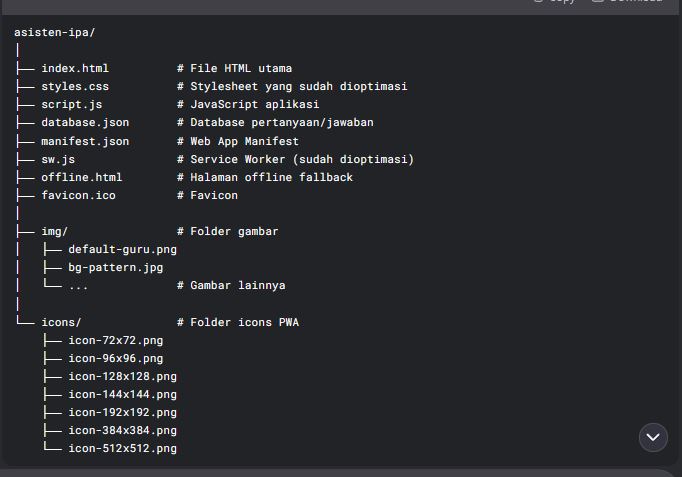 Copy Download
asisten-ipa/
│
├── index.html          # File HTML utama
├── styles.css          # Stylesheet yang sudah dioptimasi
├── script.js           # JavaScript aplikasi
├── database.json       # Database pertanyaan/jawaban
├── manifest.json       # Web App Manifest
├── sw.js               # Service Worker (sudah dioptimasi)
├── offline.html        # Halaman offline fallback
├── favicon.ico         # Favicon
│
├── img/                # Folder gambar
│   ├── default-guru.png
│   ├── bg-pattern.jpg
│   └── ...             # Gambar lainnya
│
└── icons/              # Folder icons PWA
    ├── icon-72x72.png
    ├── icon-96x96.png
    ├── icon-128x128.png
    ├── icon-144x144.png
    ├── icon-192x192.png
    ├── icon-384x384.png
    └── icon-512x512.png